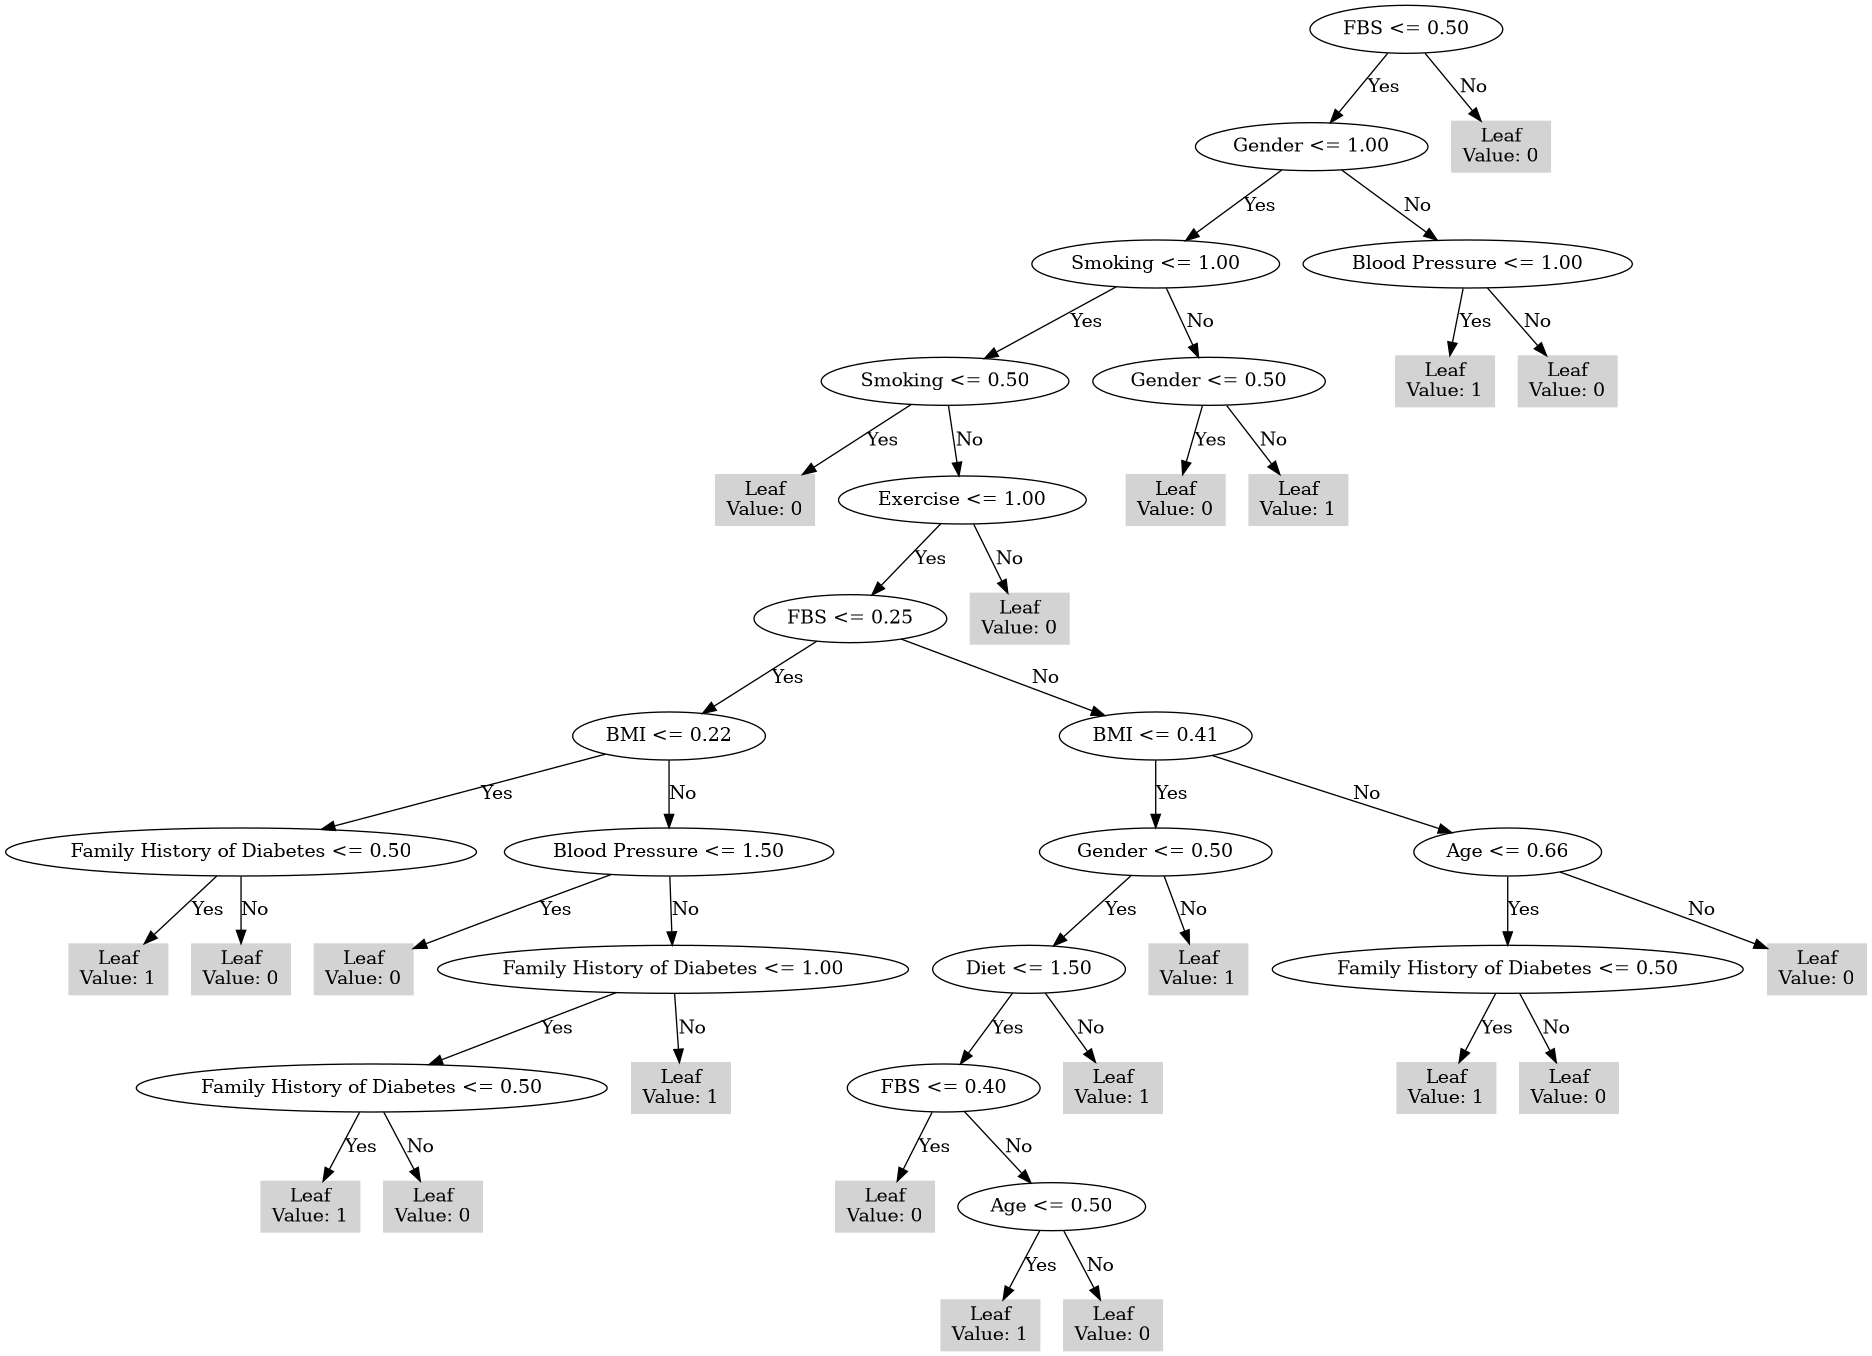 FBS <= 0.50
Yes
No
Gender <= 1.00
Leaf
Value: 0
Yes
No
Smoking <= 1.00
Blood Pressure <= 1.00
Yes
No
Yes
No
Smoking <= 0.50
Gender <= 0.50
Leaf
Value: 1
Leaf
Value: 0
Yes
No
Yes
No
Leaf
Value: 0
Exercise <= 1.00
Leaf
Value: 0
Leaf
Value: 1
Yes
No
FBS <= 0.25
Leaf
Value: 0
Yes
No
BMI <= 0.22
BMI <= 0.41
Yes
No
Yes
No
Family History of Diabetes <= 0.50
Blood Pressure <= 1.50
Gender <= 0.50
Age <= 0.66
Yes
No
Yes
No
Yes
No
Yes
No
Leaf
Value: 1
Leaf
Value: 0
Leaf
Value: 0
Family History of Diabetes <= 1.00
Diet <= 1.50
Leaf
Value: 1
Family History of Diabetes <= 0.50
Leaf
Value: 0
Yes
No
Yes
No
Yes
No
Family History of Diabetes <= 0.50
Leaf
Value: 1
FBS <= 0.40
Leaf
Value: 1
Leaf
Value: 1
Leaf
Value: 0
Yes
No
Yes
No
Leaf
Value: 1
Leaf
Value: 0
Leaf
Value: 0
Age <= 0.50
Yes
No
Leaf
Value: 1
Leaf
Value: 0